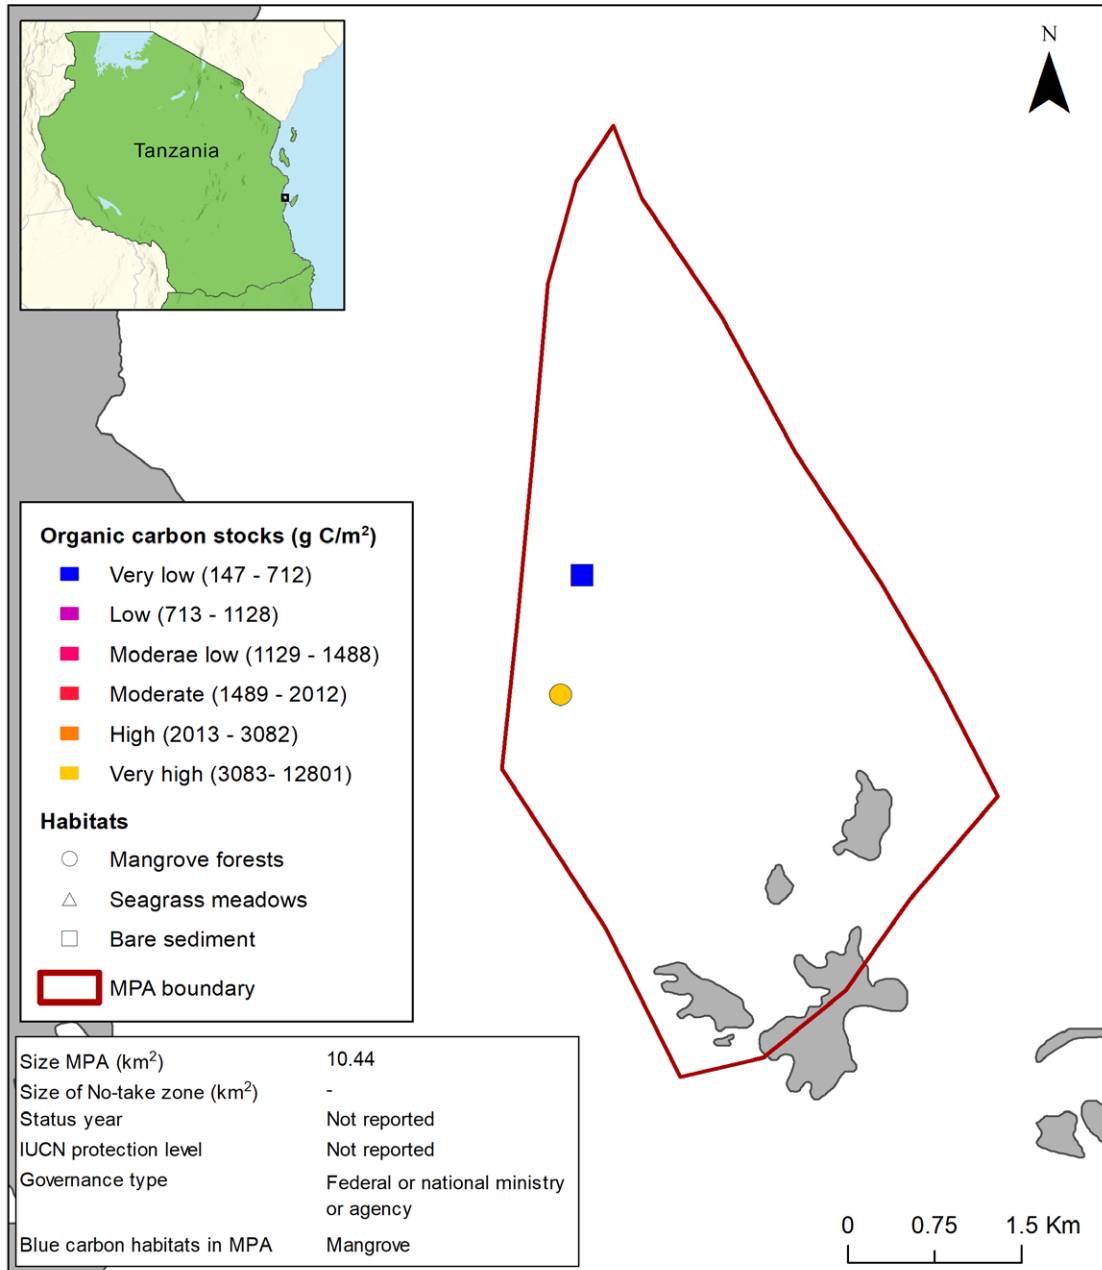 N
Tanzania
Organic carbon stocks (g C/m²)
Very low (147 - 712)
Low (713 - 1128)
Moderae low (1129 - 1488)
Moderate (1489 - 2012)
High (2013 - 3082)
Very high (3083- 12801)
Habitats
Mangrove forests
Seagrass meadows
Bare sediment
MPA boundary
Size MPA (km²) 10.44
Size of No-take zone (km²) -
Status year Not reported
IUCN protection level Not reported
Governance type Federal or national ministry
or agency
Blue carbon habitats in MPA Mangrove
0 0.75 1.5 Km